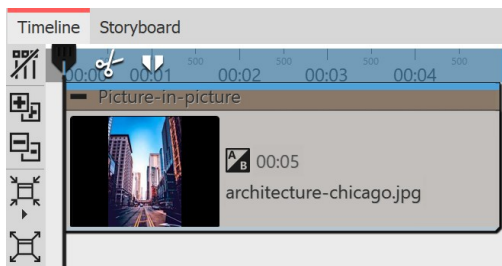 Timeline Storyboard
00:00 00:01 500 00:02 500 00:03 500 00:04 500
Picture-in-picture
A B 00:05
architecture-chicago.jpg